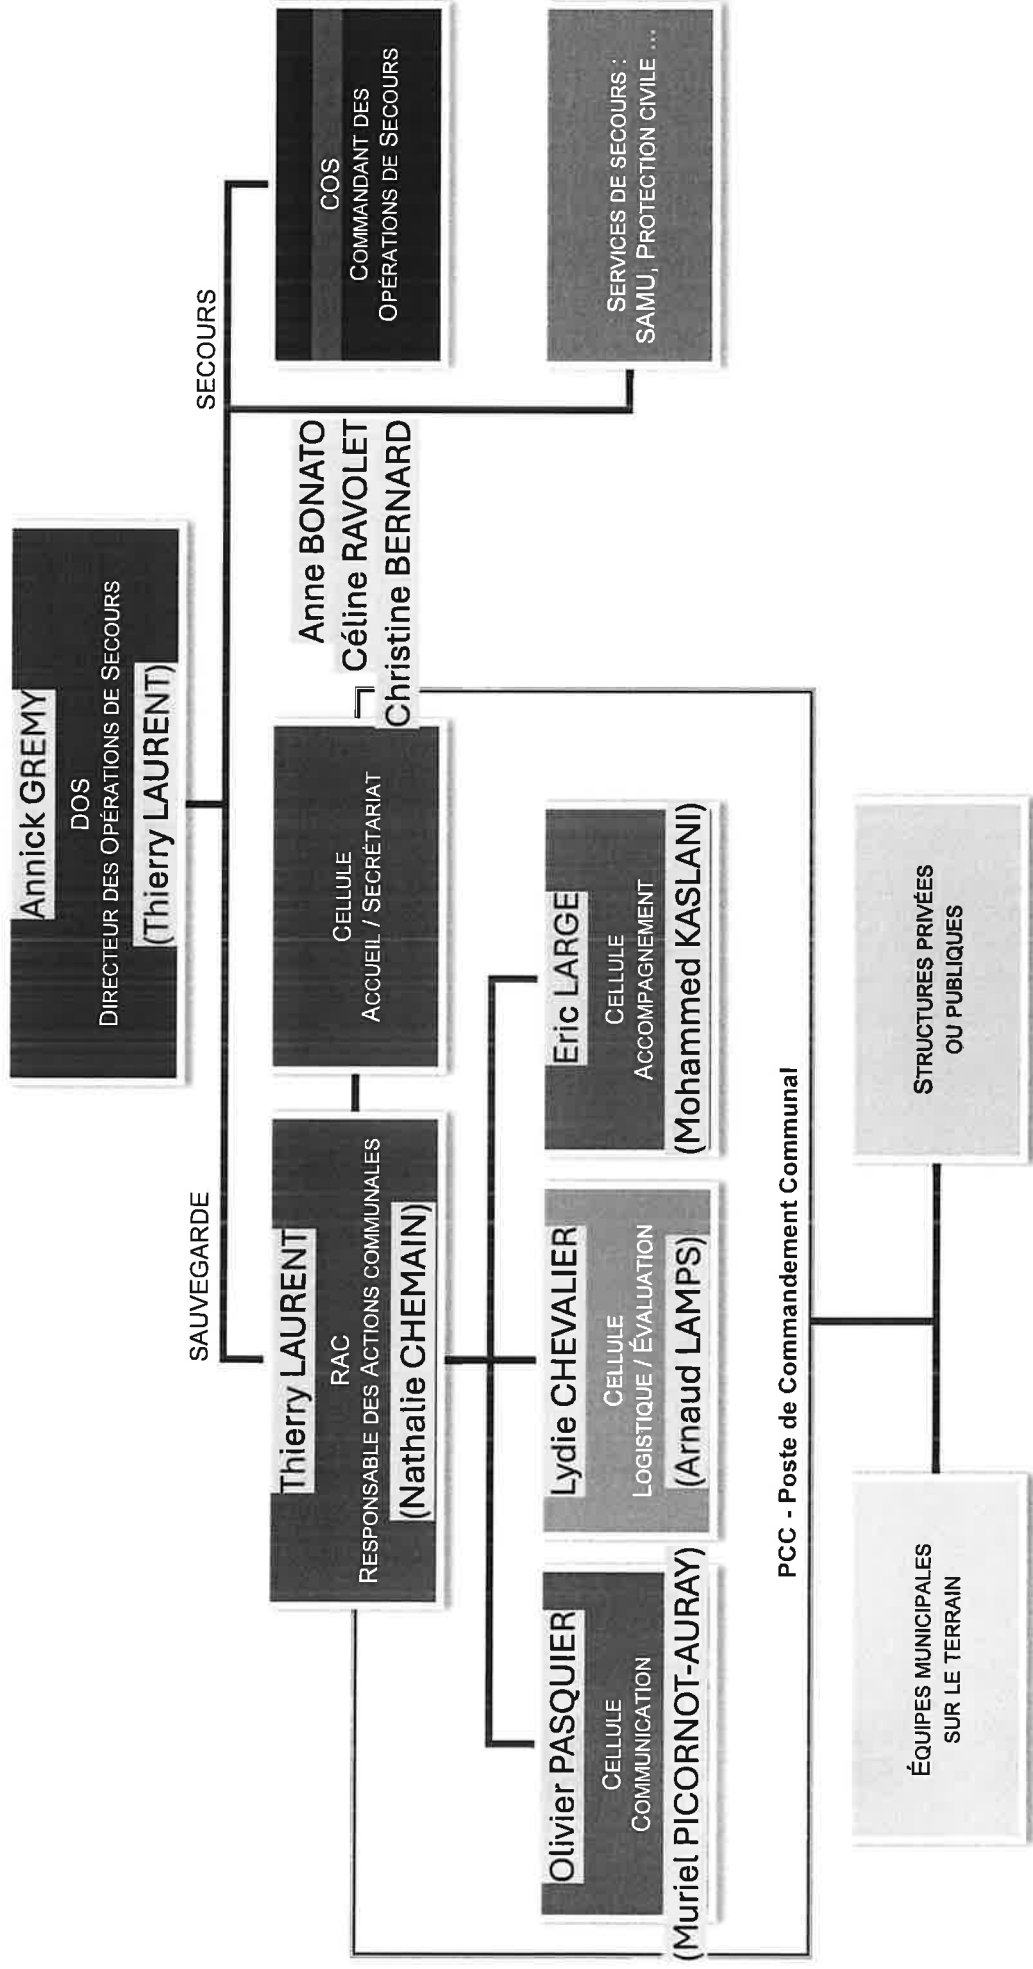 Annick GREMY
DOS
DIRECTEUR DES OPÉRATIONS DE SECOURS
(Thierry LAURENT)
SAUVEGARDE
SECOURS
Thierry LAURENT
RAC
RESPONSABLE DES ACTIONS COMMUNALES
(Nathalie CHEMAIN)
CELLULE
ACCUEIL / SECRÉTARIAT
Anne BONATO
Céline RAVOLET
Christine BERNARD
COS
COMMANDANT DES
OPÉRATIONS DE SECOURS
Olivier PASQUIER
CELLULE
COMMUNICATION
(Muriel PICORNOT-AURAY)
Lydie CHEVALIER
CELLULE
LOGISTIQUE / ÉVALUATION
(Arnaud LAMPS)
Eric LARGE
CELLULE
ACCOMPAGNEMENT
(Mohammed KASLANI)
SERVICES DE SECOURS :
SAMU, PROTECTION CIVILE ...
PCC - Poste de Commandement Communal
ÉQUIPES MUNICIPALES
SUR LE TERRAIN
STRUCTURES PRIVÉES
OU PUBLIQUES